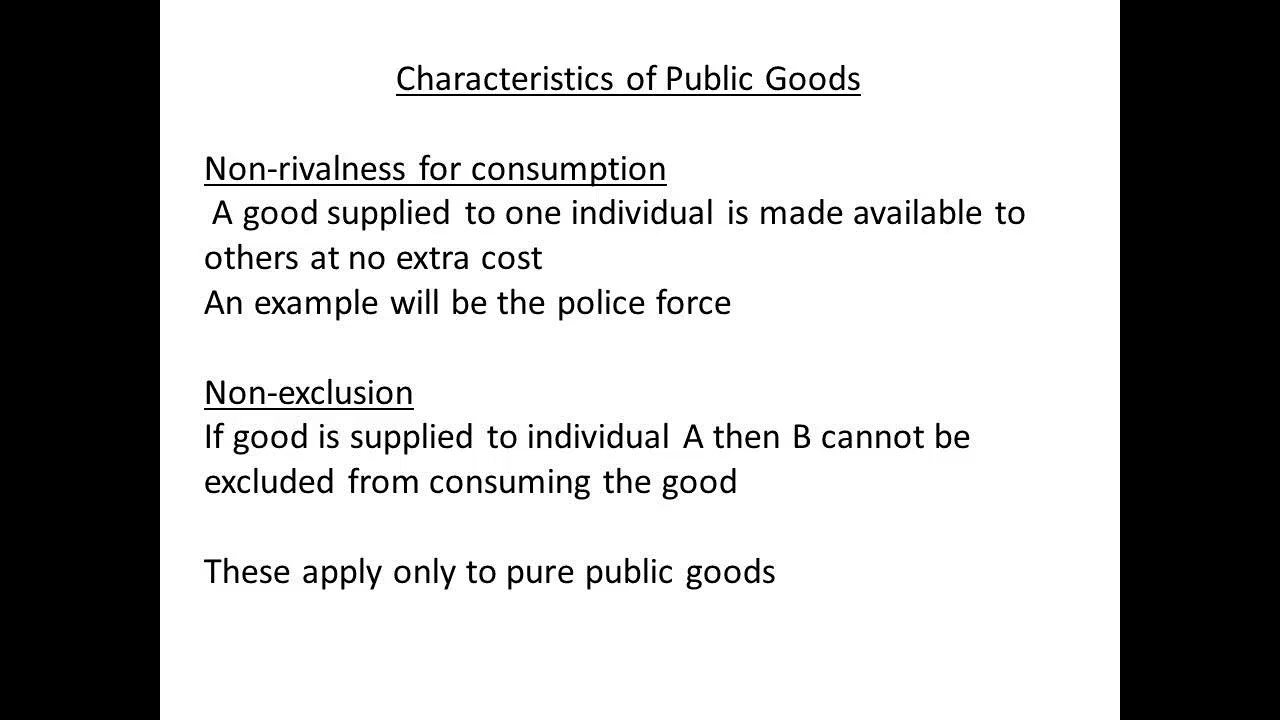 Characteristics of Public Goods
Non-rivalness for consumption
A good supplied to one individual is made available to
others at no extra cost
An example will be the police force
Non-exclusion
If good is supplied to individual A then B cannot be
excluded from consuming the good
These apply only to pure public goods